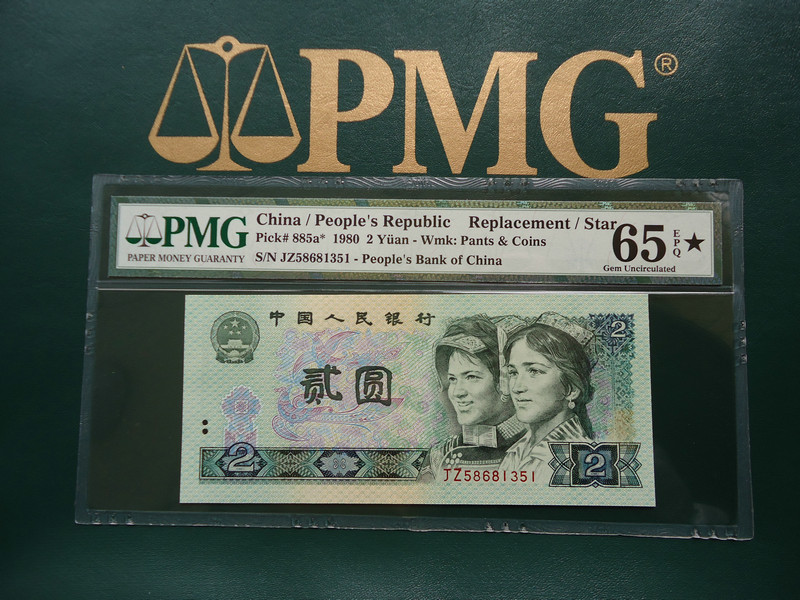 PMG®
PMG
PAPER MONEY GUARANTY
China / People's Republic Replacement / Star
Pick# 885a* 1980 2 Yüan - Wmk: Pants & Coins
S/N JZ58681351 - People's Bank of China
65 EPQ ★
Gem Uncirculated
中国人民银行
2
贰圆
2
JZ58681351
2